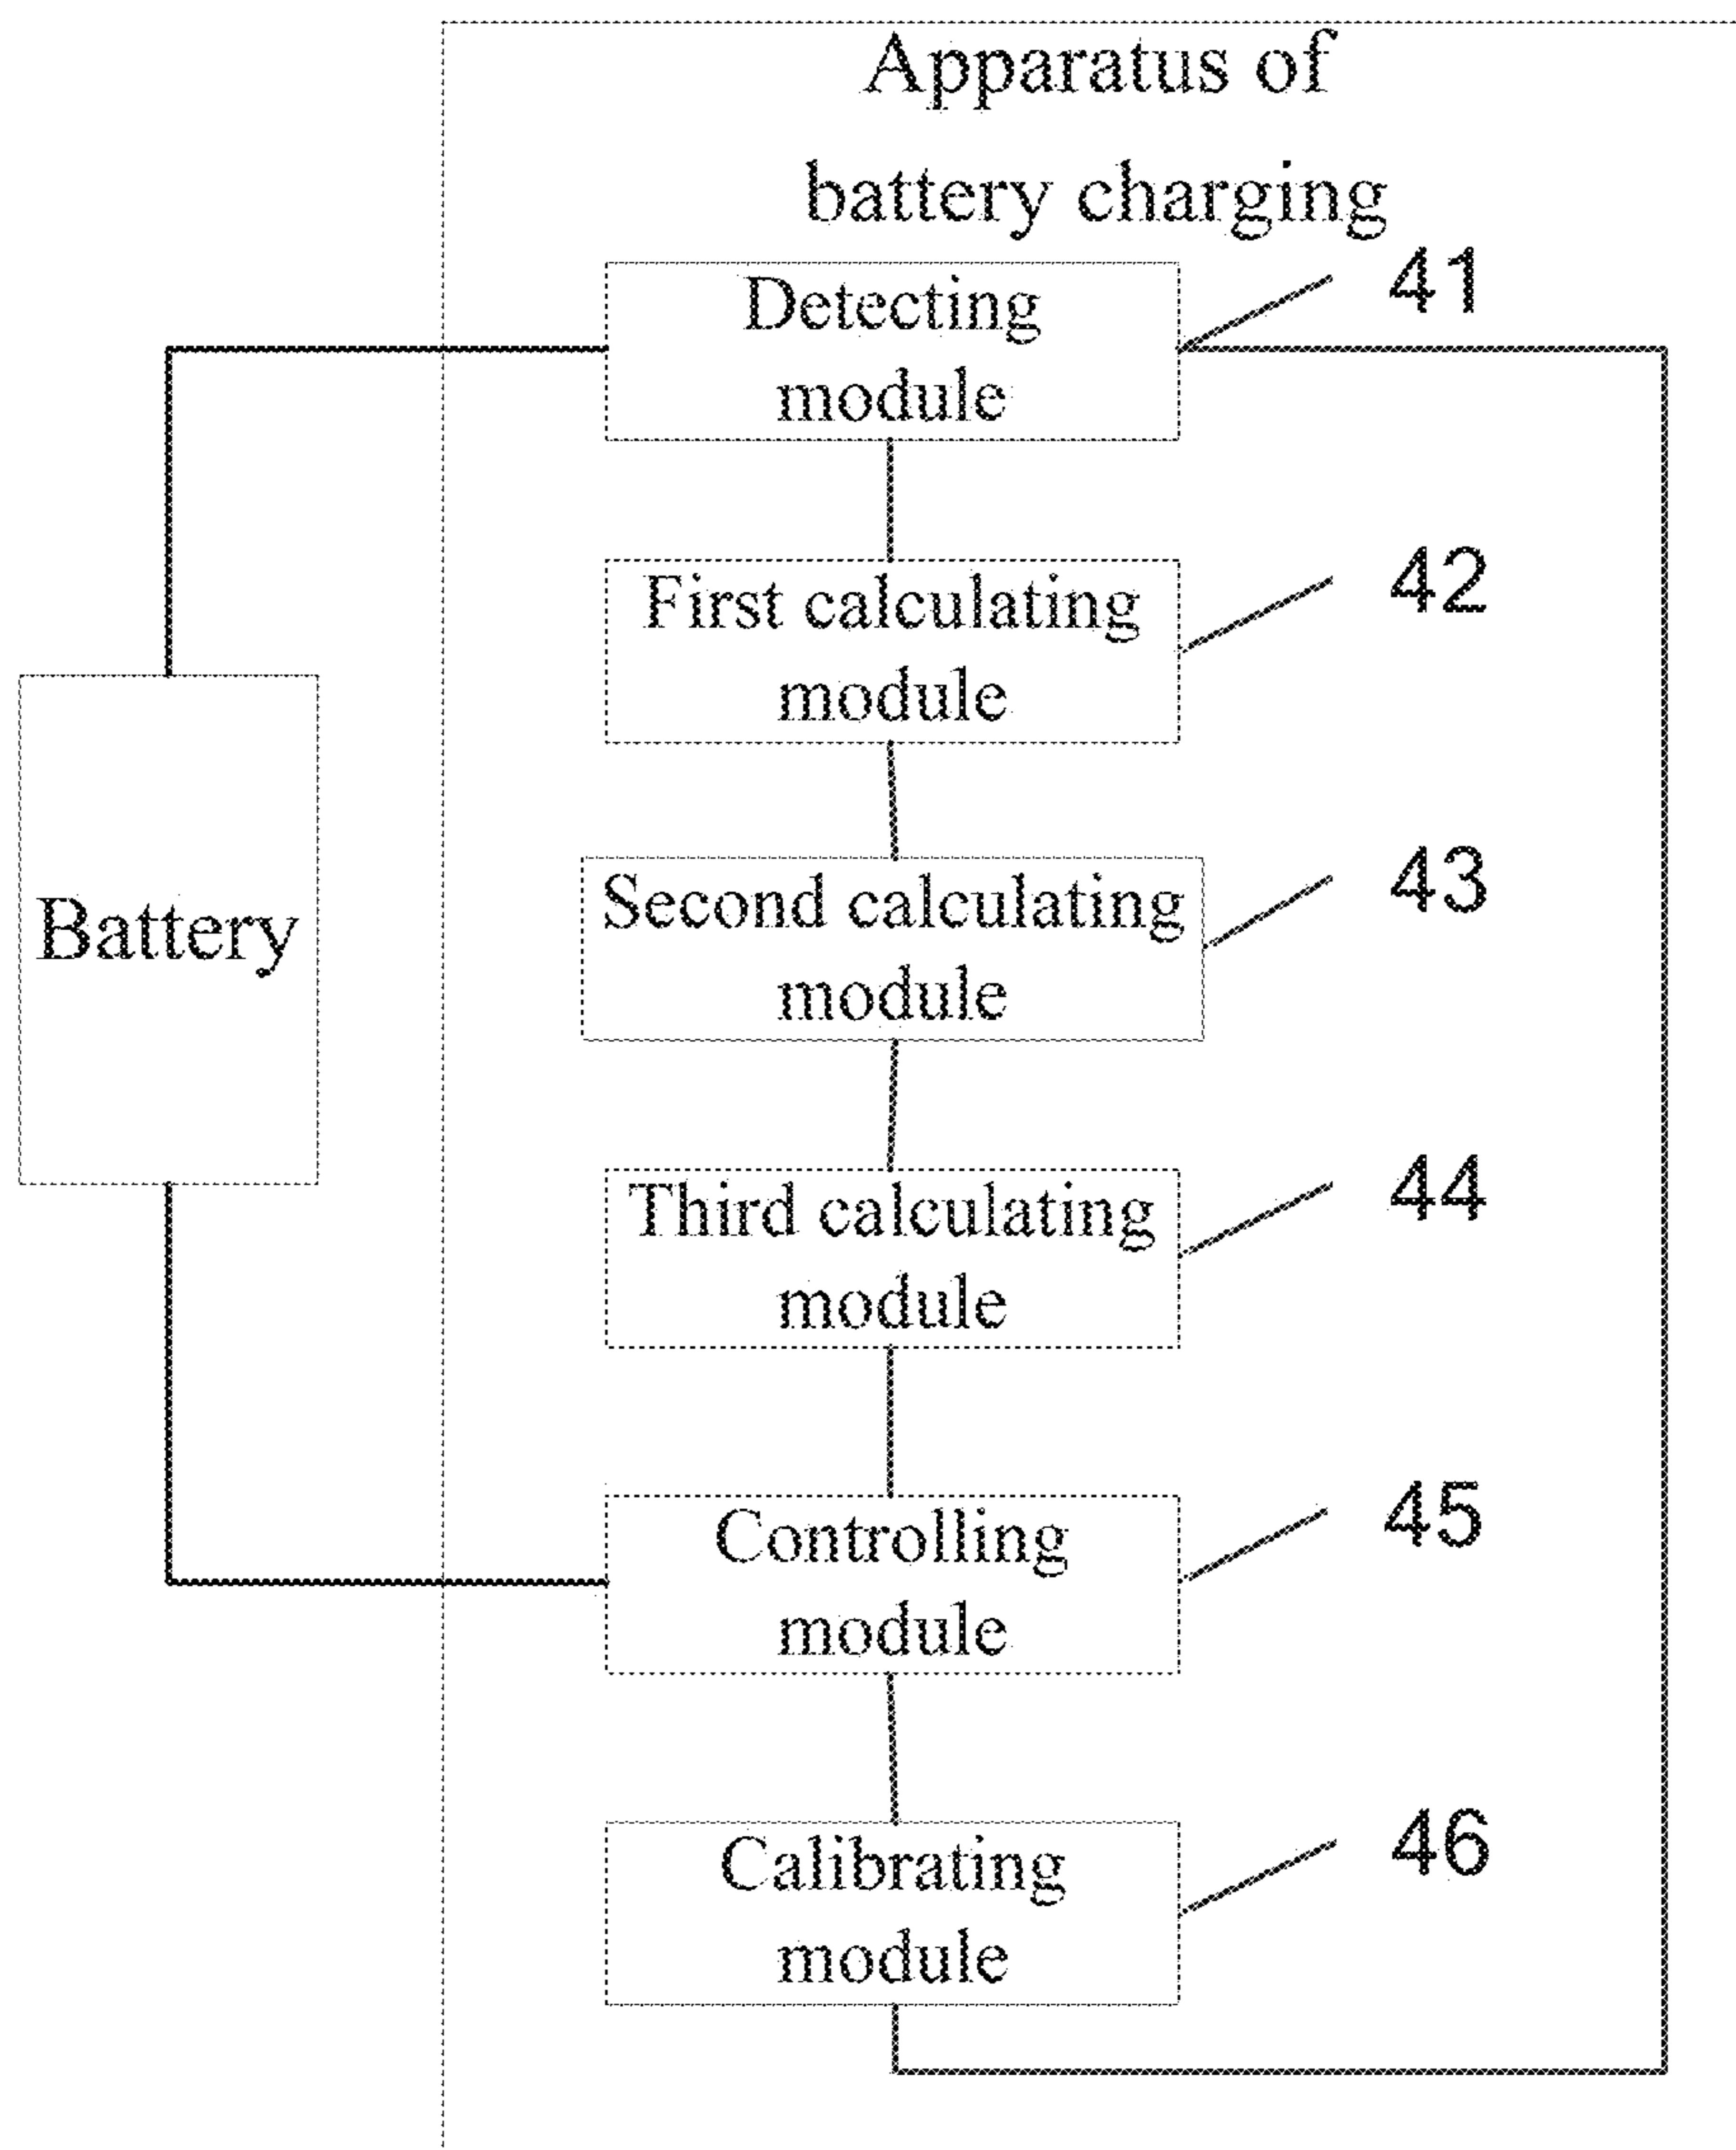 Apparatus of
battery charging
Detecting
module
41
First calculating
module
42
Second calculating
module
43
Battery
Third calculating
module
44
Controlling
module
45
Calibrating
module
46